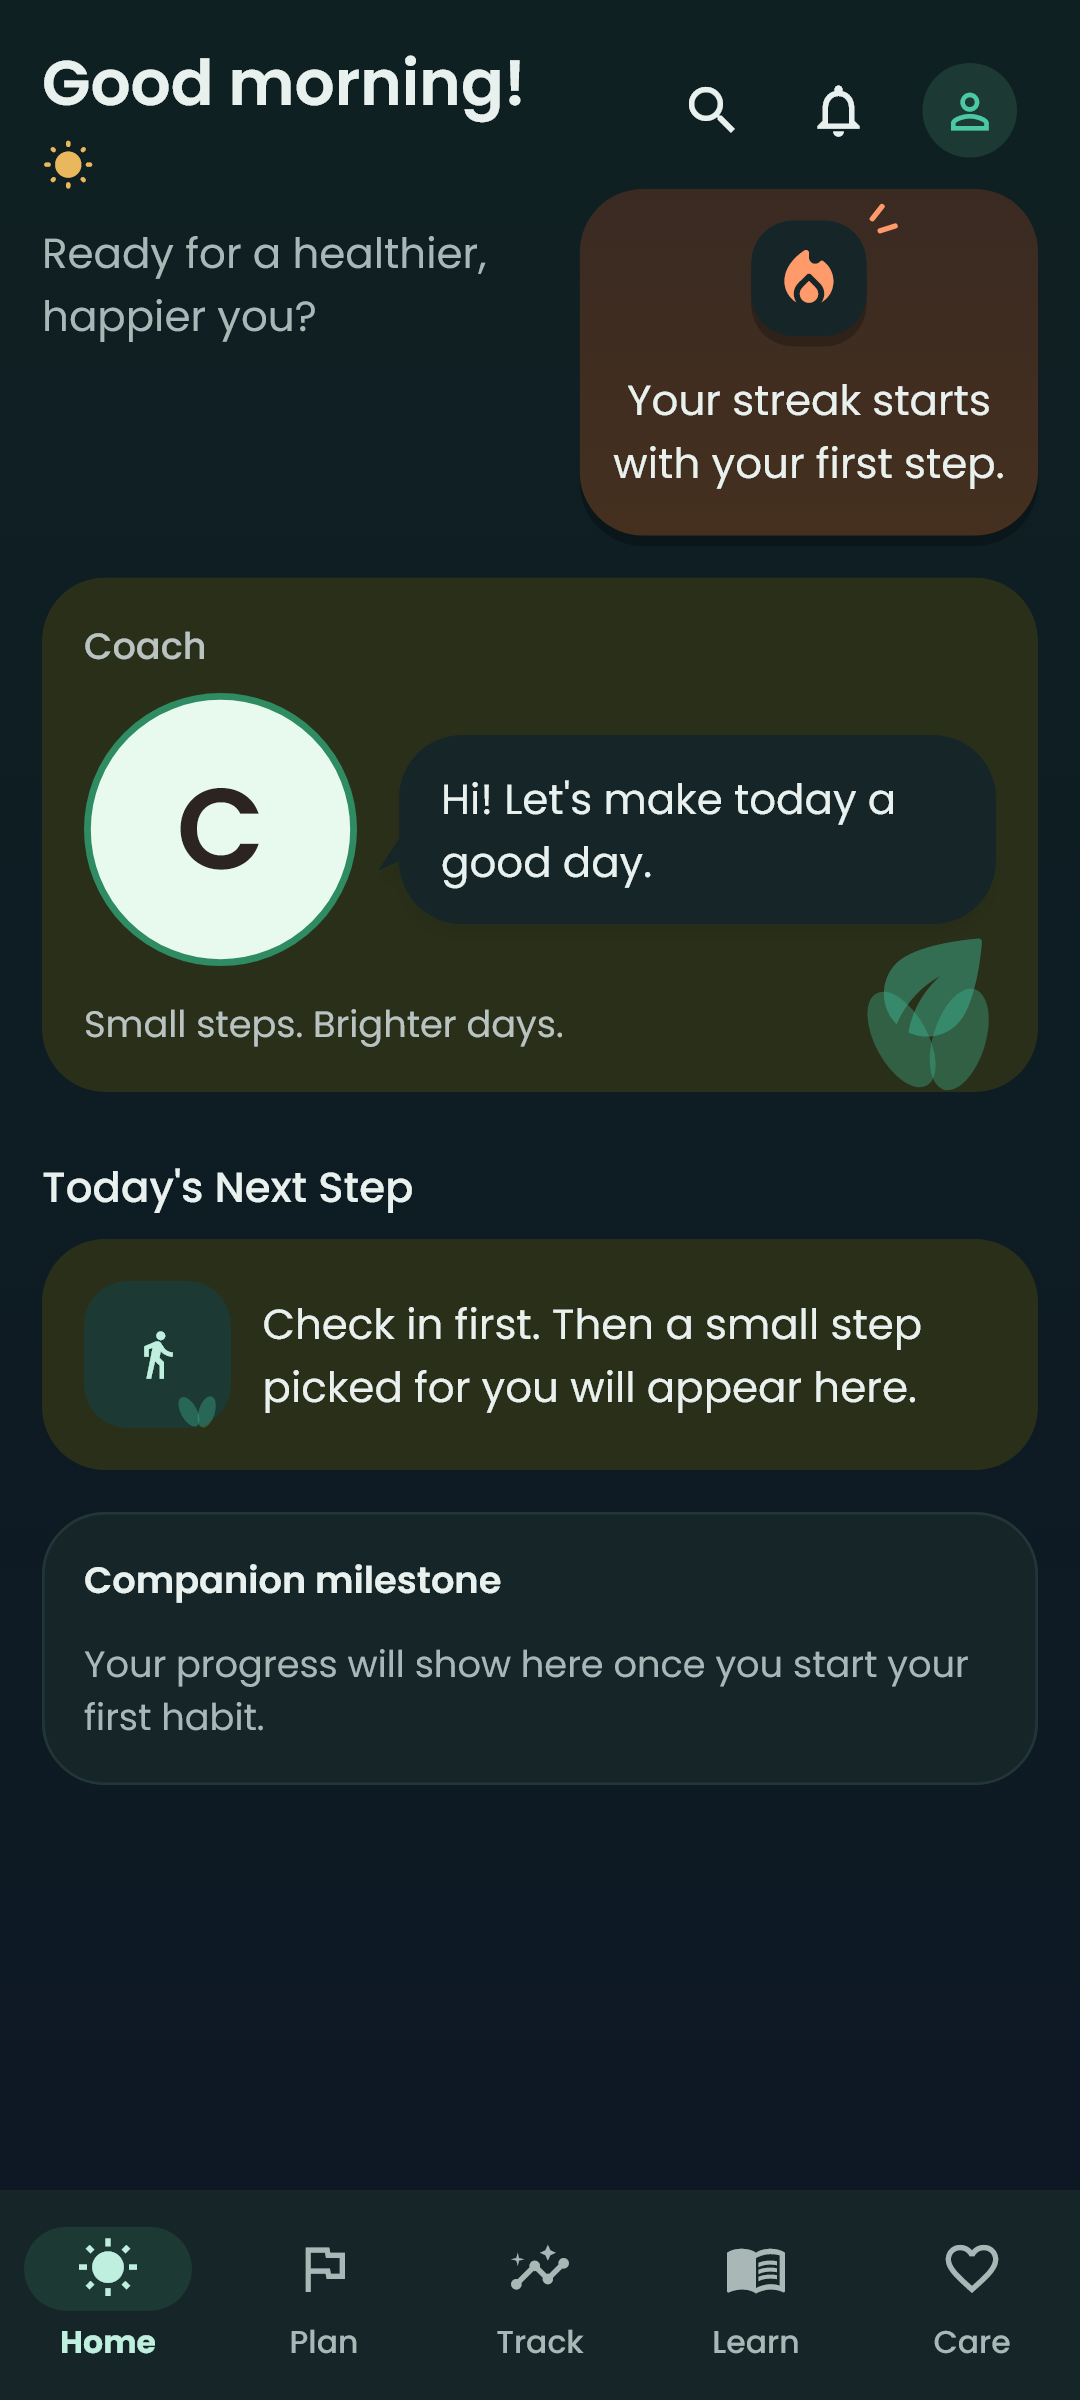 Good morning!
Ready for a healthier,
happier you?
Your streak starts
with your first step.
Coach
C
Hi! Let's make today a
good day.
Small steps. Brighter days.
Today's Next Step
Check in first. Then a small step
picked for you will appear here.
Companion milestone
Your progress will show here once you start your
first habit.
Home
Plan
Track
Learn
Care